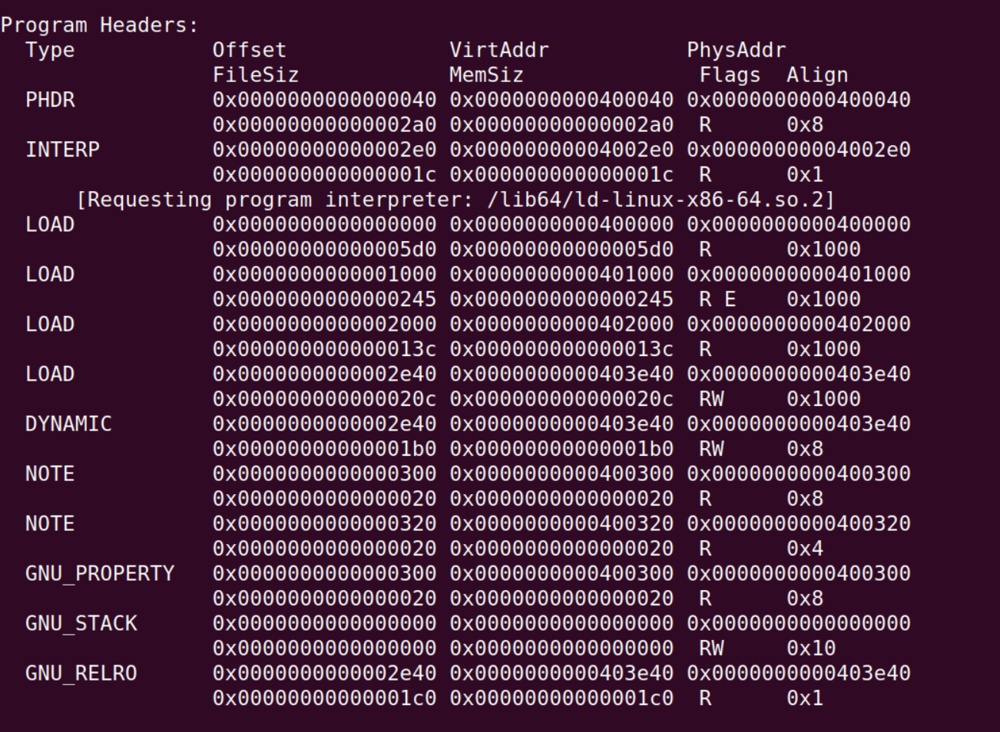 Program Headers:
  Type           Offset             VirtAddr           PhysAddr
                 FileSiz            MemSiz              Flags  Align
  PHDR           0x0000000000000040 0x0000000000400040 0x0000000000400040
                 0x00000000000002a0 0x00000000000002a0  R      0x8
  INTERP         0x00000000000002e0 0x00000000004002e0 0x00000000004002e0
                 0x000000000000001c 0x000000000000001c  R      0x1
      [Requesting program interpreter: /lib64/ld-linux-x86-64.so.2]
  LOAD           0x0000000000000000 0x0000000000400000 0x0000000000400000
                 0x00000000000005d0 0x00000000000005d0  R      0x1000
  LOAD           0x0000000000001000 0x0000000000401000 0x0000000000401000
                 0x0000000000000245 0x0000000000000245  R E    0x1000
  LOAD           0x0000000000002000 0x0000000000402000 0x0000000000402000
                 0x000000000000013c 0x000000000000013c  R      0x1000
  LOAD           0x0000000000002e40 0x0000000000403e40 0x0000000000403e40
                 0x000000000000020c 0x000000000000020c  RW     0x1000
  DYNAMIC        0x0000000000002e40 0x0000000000403e40 0x0000000000403e40
                 0x00000000000001b0 0x00000000000001b0  RW     0x8
  NOTE           0x0000000000000300 0x0000000000400300 0x0000000000400300
                 0x0000000000000020 0x0000000000000020  R      0x8
  NOTE           0x0000000000000320 0x0000000000400320 0x0000000000400320
                 0x0000000000000020 0x0000000000000020  R      0x4
  GNU_PROPERTY   0x0000000000000300 0x0000000000400300 0x0000000000400300
                 0x0000000000000020 0x0000000000000020  R      0x8
  GNU_STACK      0x0000000000000000 0x0000000000000000 0x0000000000000000
                 0x0000000000000000 0x0000000000000000  RW     0x10
  GNU_RELRO      0x0000000000002e40 0x0000000000403e40 0x0000000000403e40
                 0x00000000000001c0 0x00000000000001c0  R      0x1